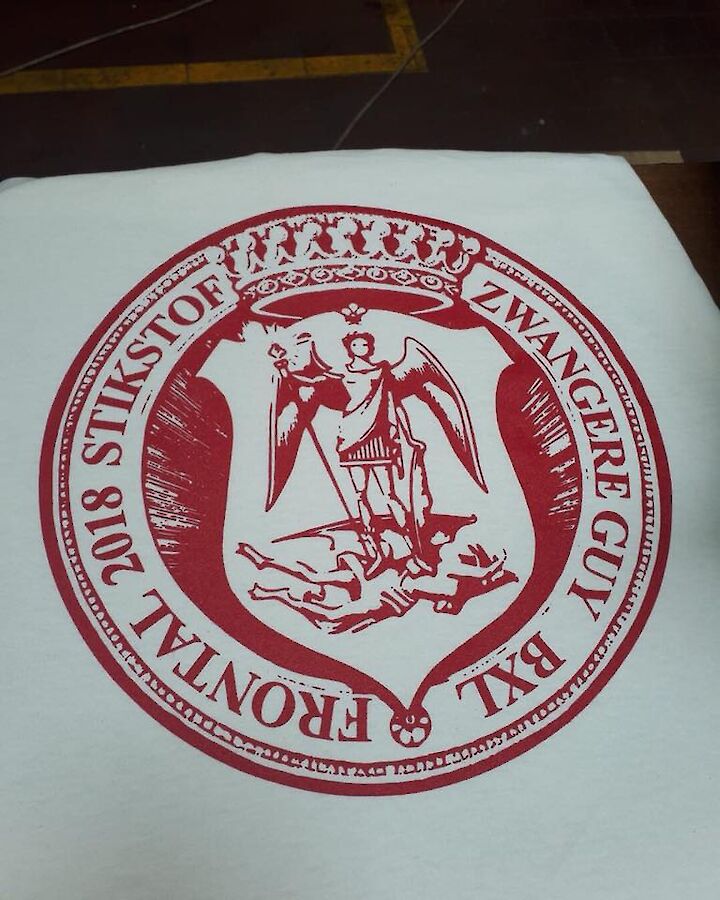 FRONTAL 2018 STIKSTOF
ZWANGERE GUY BXL